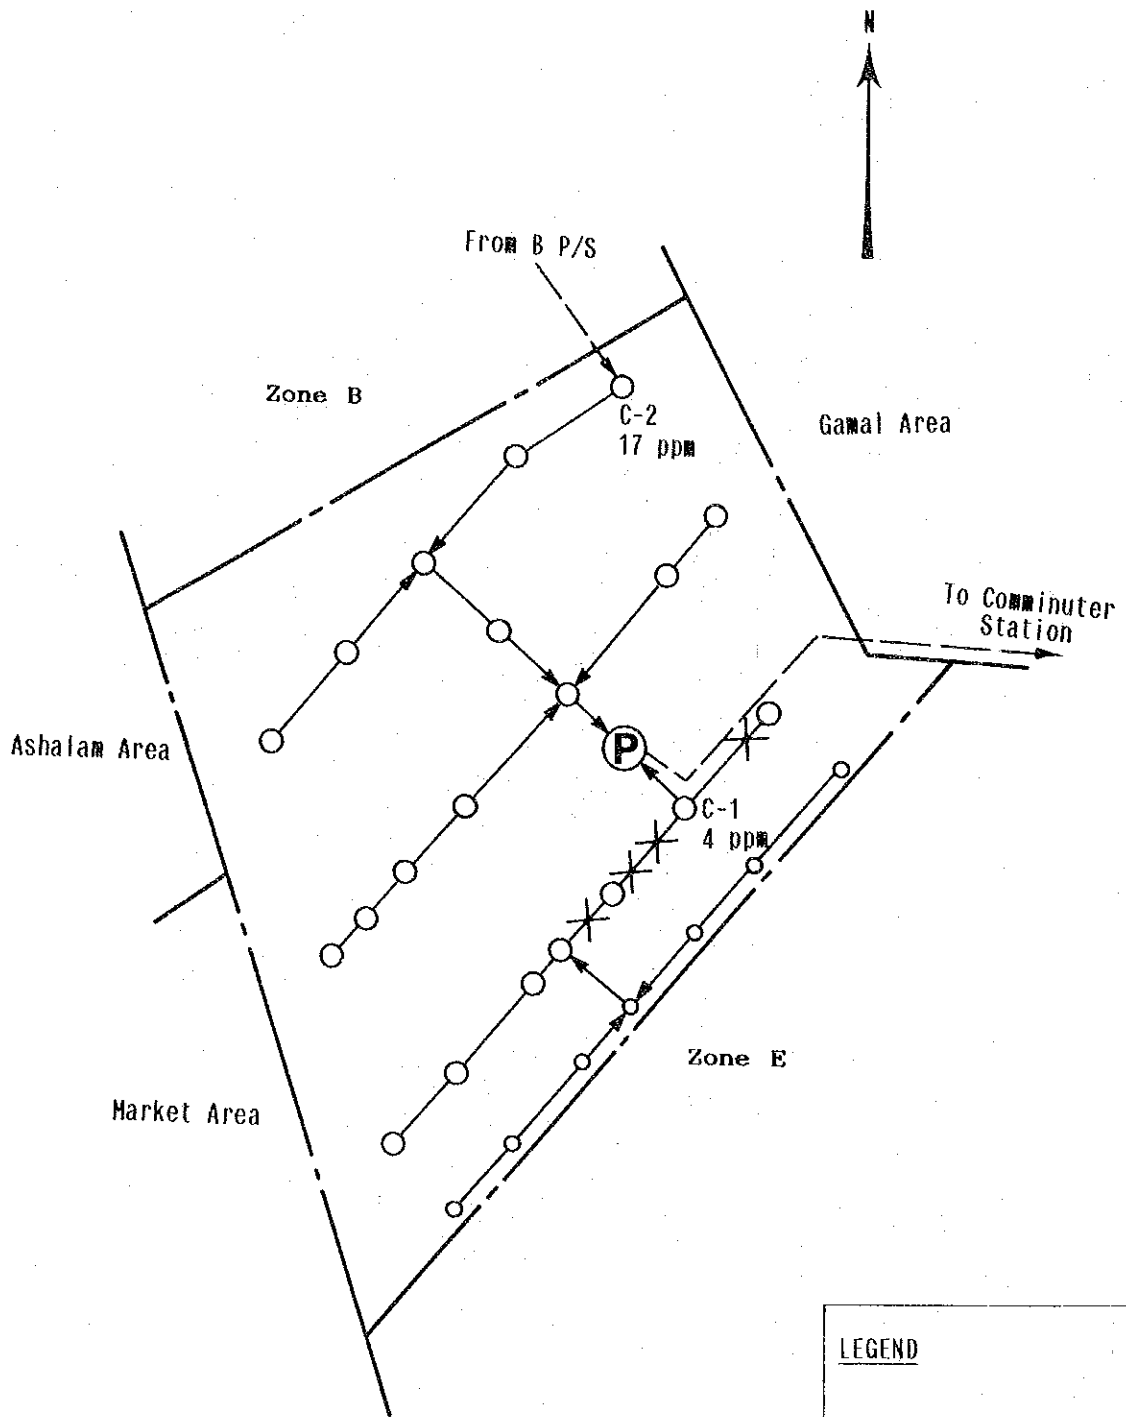 N
From B P/S
Zone B
C-2
17 ppm
Gamal Area
To Comminuter
Station
Ashalam Area
P
C-1
4 ppm
Zone E
Market Area
LEGEND